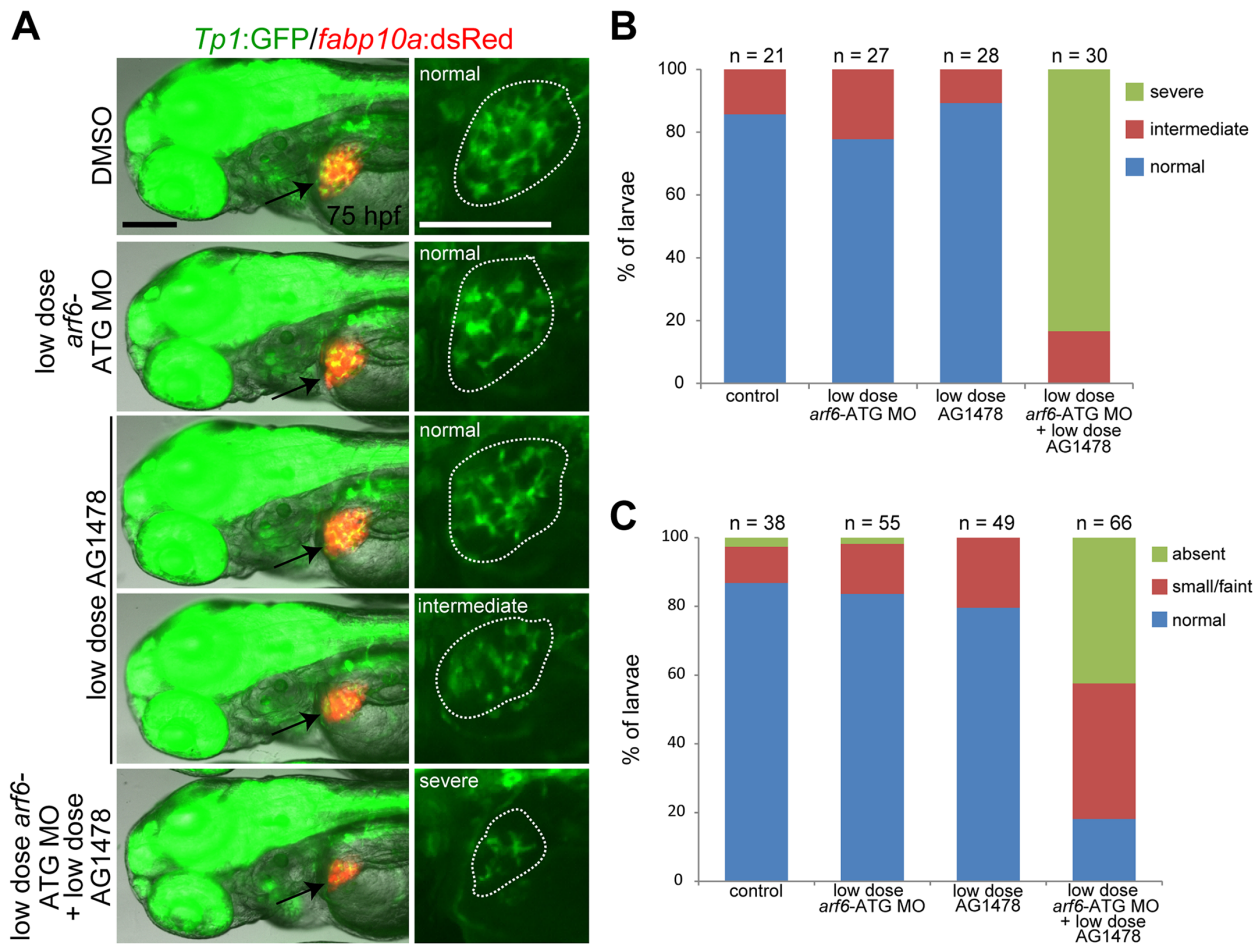 A
Tp1:GFP/fabp10a:dsRed
DMSO
75 hpf
normal
low dose
arf6-
ATG MO
normal
low dose AG1478
normal
intermediate
low dose arf6-
ATG MO
+ low dose
AG1478
severe
B
n = 21
n = 27
n = 28
n = 30
100
80
60
40
20
0
% of larvae
severe
intermediate
normal
control
low dose
arf6-ATG MO
low dose
AG1478
low dose
arf6-ATG MO
+ low dose
AG1478
C
n = 38
n = 55
n = 49
n = 66
100
80
60
40
20
0
% of larvae
absent
small/faint
normal
control
low dose
arf6-ATG MO
low dose
AG1478
low dose
arf6-ATG MO
+ low dose
AG1478